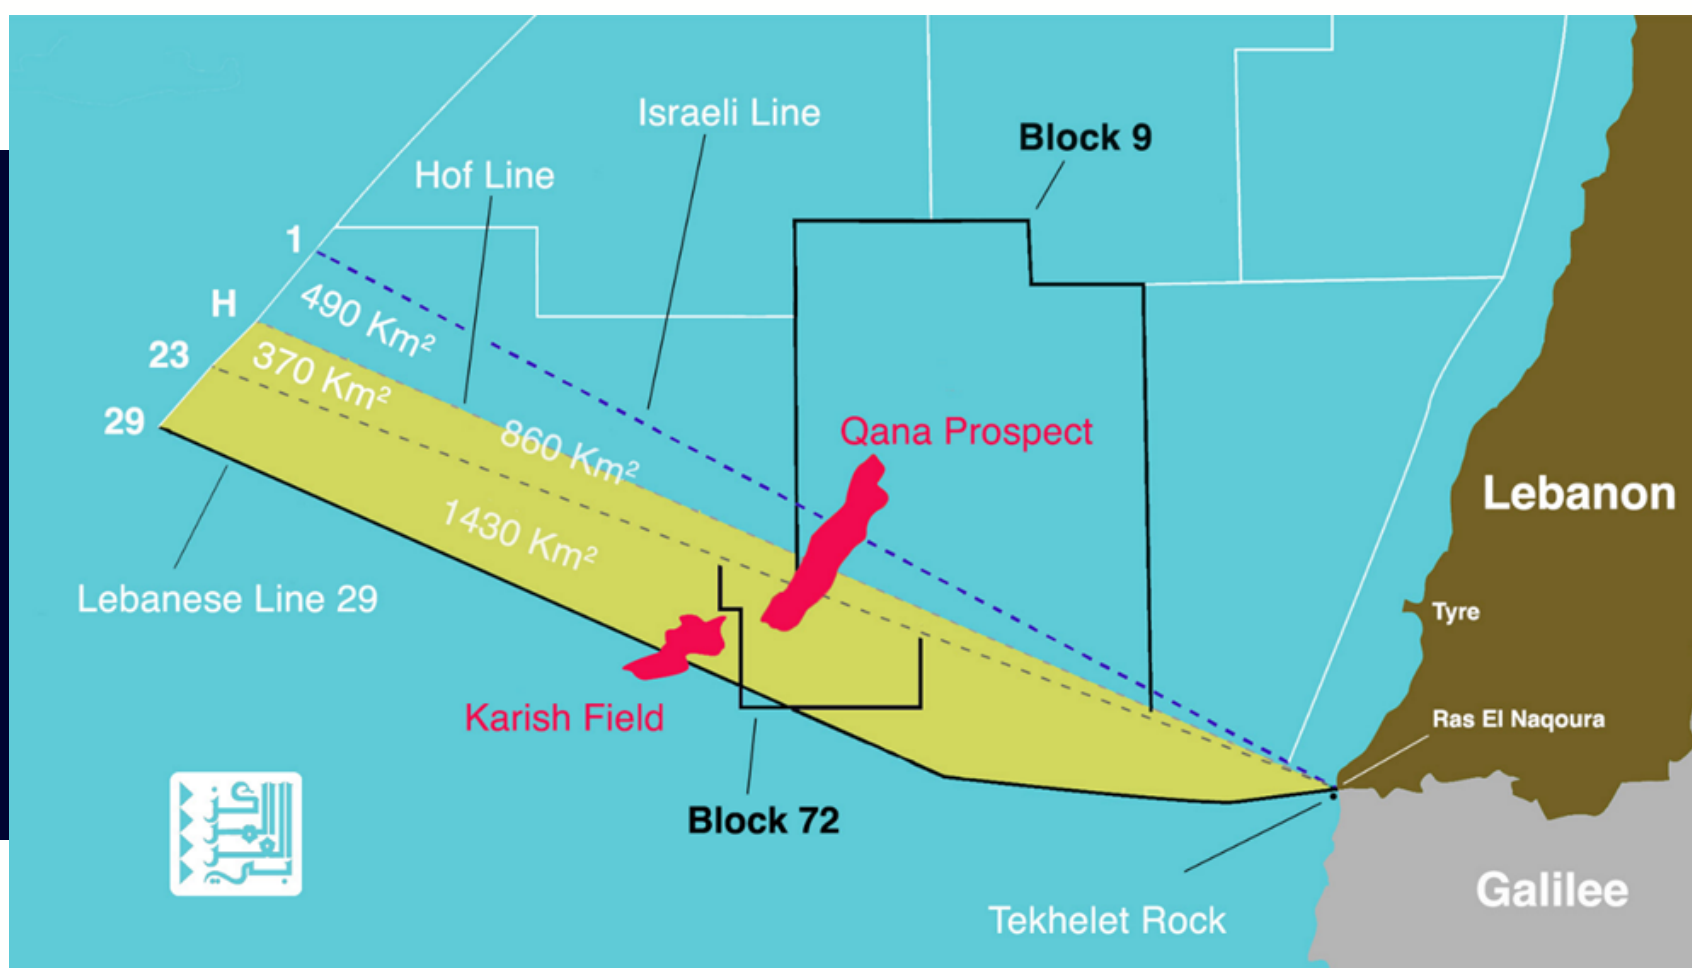 Israeli Line
Block 9
Hof Line
1
490 Km²
H
370 Km²
23
860 Km²
29
Qana Prospect
1430 Km²
Lebanon
Lebanese Line 29
Tyre
Karish Field
Ras El Naqoura
Block 72
Galilee
Tekhelet Rock